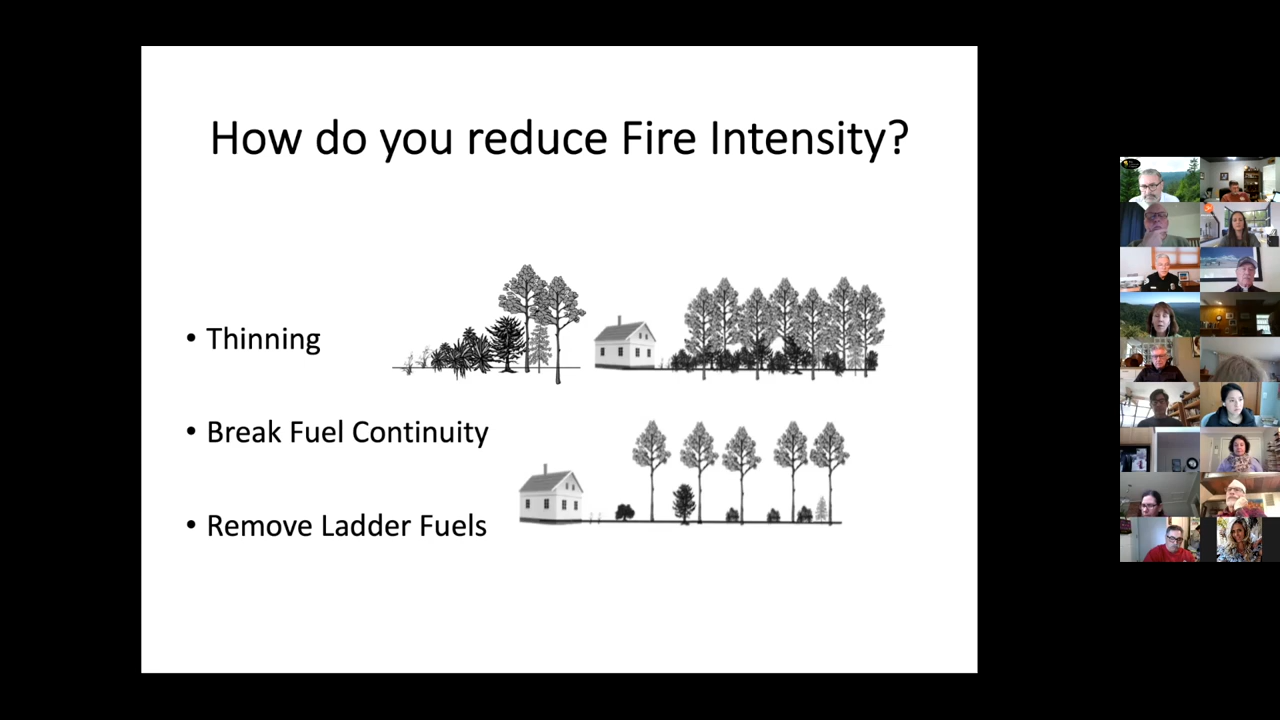 How do you reduce Fire Intensity?
• Thinning
• Break Fuel Continuity
• Remove Ladder Fuels